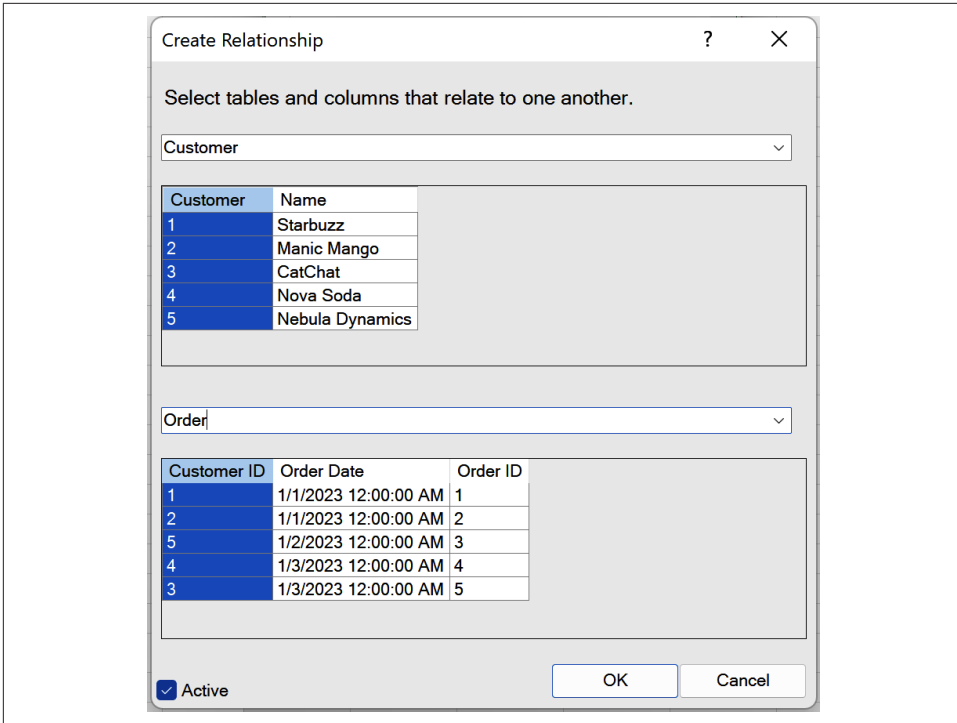 Create Relationship ?
Select tables and columns that relate to one another.
Customer
Customer Name
1 Starbuzz
2 Manic Mango
3 CatChat
4 Nova Soda
5 Nebula Dynamics
Order
Customer ID Order Date Order ID
1 1/1/2023 12:00:00 AM 1
2 1/1/2023 12:00:00 AM 2
5 1/2/2023 12:00:00 AM 3
4 1/3/2023 12:00:00 AM 4
3 1/3/2023 12:00:00 AM 5
Active OK Cancel